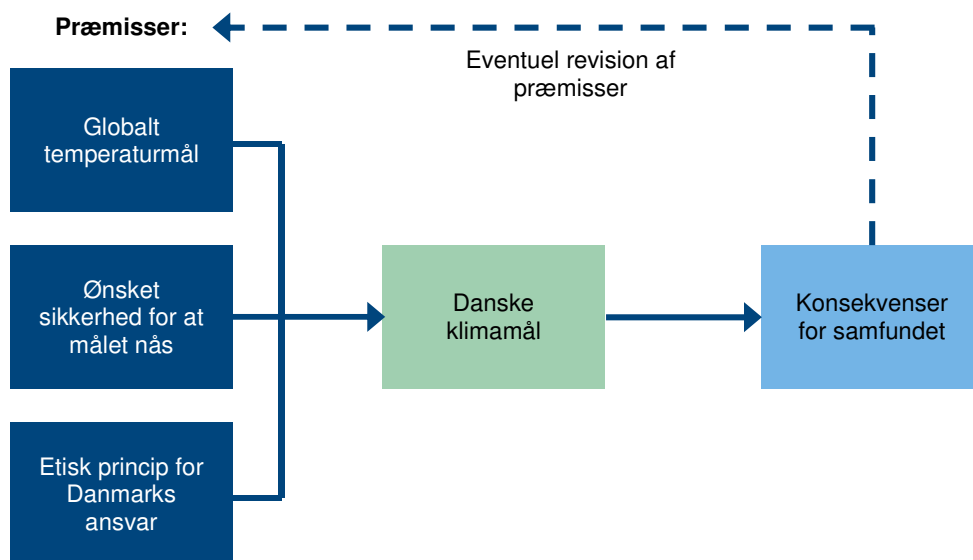 Præmisser:
Eventuel revision af
præmisser
Globalt
temperaturmål
Ønsket
sikkerhed for at
målet nås
Etisk princip for
Danmarks
ansvar
Danske
klimamål
Konsekvenser
for samfundet